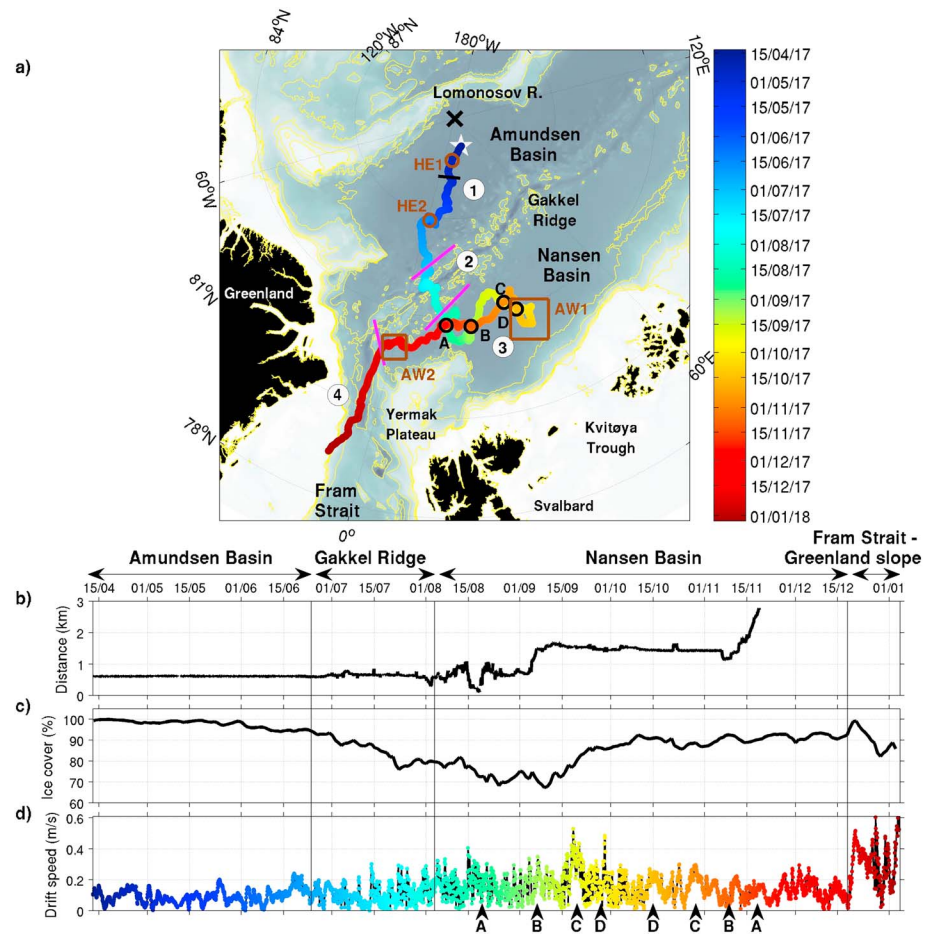 a)
84°N
120°W
87°N
180°W
120°E
60°W
81°N
78°N
60°E
0°
Lomonosov R.
Amundsen
Basin
HE1
1
HE2
Gakkel
Ridge
2
Nansen
Basin
Greenland
C
AW1
D
A
B
3
AW2
4
Yermak
Plateau
Kvitøya
Trough
Fram
Strait
Svalbard
15/04/17
01/05/17
15/05/17
01/06/17
15/06/17
01/07/17
15/07/17
01/08/17
15/08/17
01/09/17
15/09/17
01/10/17
15/10/17
01/11/17
15/11/17
01/12/17
15/12/17
01/01/18
Amundsen Basin Gakkel Ridge Nansen Basin Fram Strait -
Greenland slope
15/04 01/05 15/05 01/06 15/06 01/07 15/07 01/08 15/08 01/09 15/09 01/10 15/10 01/11 15/11 01/12 15/12 01/01
b)
Distance (km)
3
2
1
0
c)
Ice cover (%)
100
90
80
70
60
d)
Drift speed (m/s)
0.6
0.4
0.2
0
A B C D D C B A